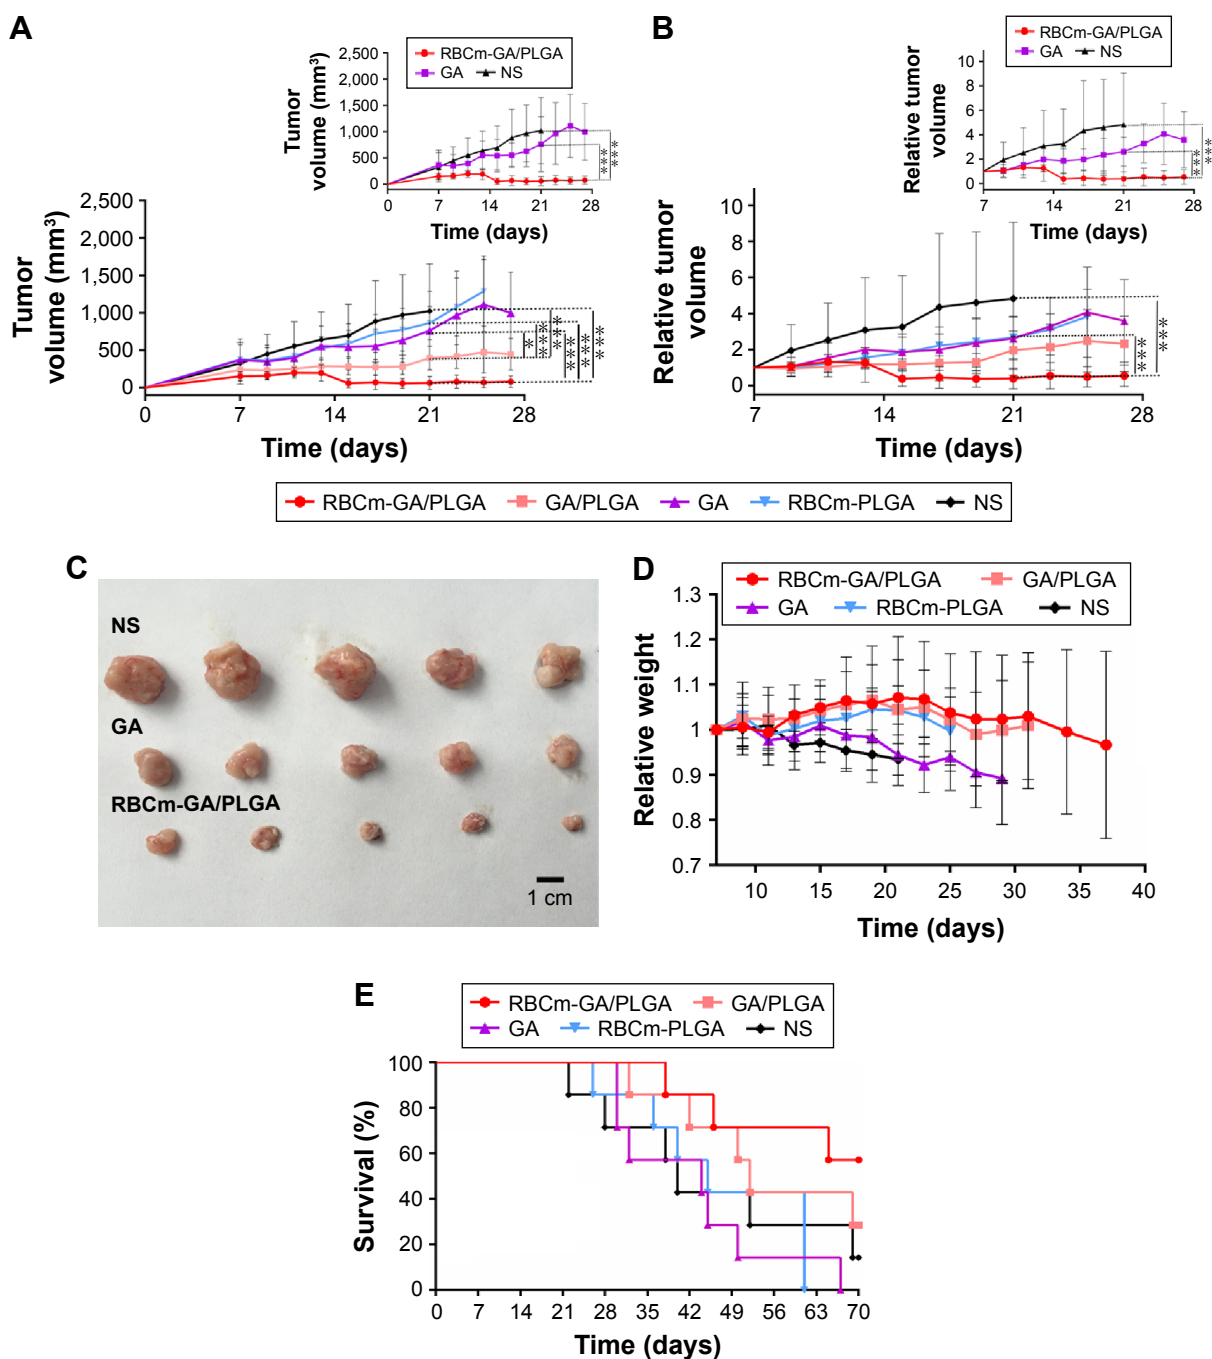 A
RBCm-GA/PLGA
GA NS
Tumor
volume (mm³)
2,500
2,000
1,500
1,000
500
0
0 7 14 21 28
Time (days)
***
***
Tumor
volume (mm³)
2,500
2,000
1,500
1,000
500
0
0 7 14 21 28
Time (days)
*
***
***
***
***
***
B
RBCm-GA/PLGA
GA NS
Relative tumor
volume
10
8
6
4
2
0
7 14 21 28
Time (days)
***
***
Relative tumor
volume
10
8
6
4
2
0
7 14 21 28
Time (days)
***
***
RBCm-GA/PLGA GA/PLGA GA RBCm-PLGA NS
C
NS
GA
RBCm-GA/PLGA
1 cm
D
RBCm-GA/PLGA GA/PLGA
GA RBCm-PLGA NS
Relative weight
1.3
1.2
1.1
1.0
0.9
0.8
0.7
10 15 20 25 30 35 40
Time (days)
E
RBCm-GA/PLGA GA/PLGA
GA RBCm-PLGA NS
Survival (%)
100
80
60
40
20
0
0 7 14 21 28 35 42 49 56 63 70
Time (days)